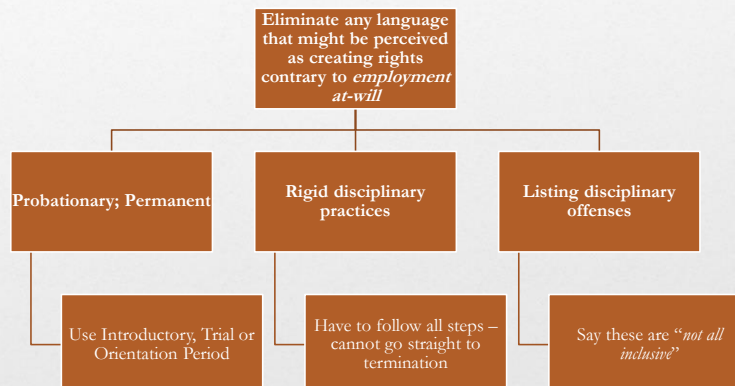 Eliminate any language
that might be perceived
as creating rights
contrary to employment
at-will
Probationary; Permanent
Rigid disciplinary
practices
Listing disciplinary
offenses
Use Introductory, Trial or
Orientation Period
Have to follow all steps –
cannot go straight to
termination
Say these are “not all
inclusive”